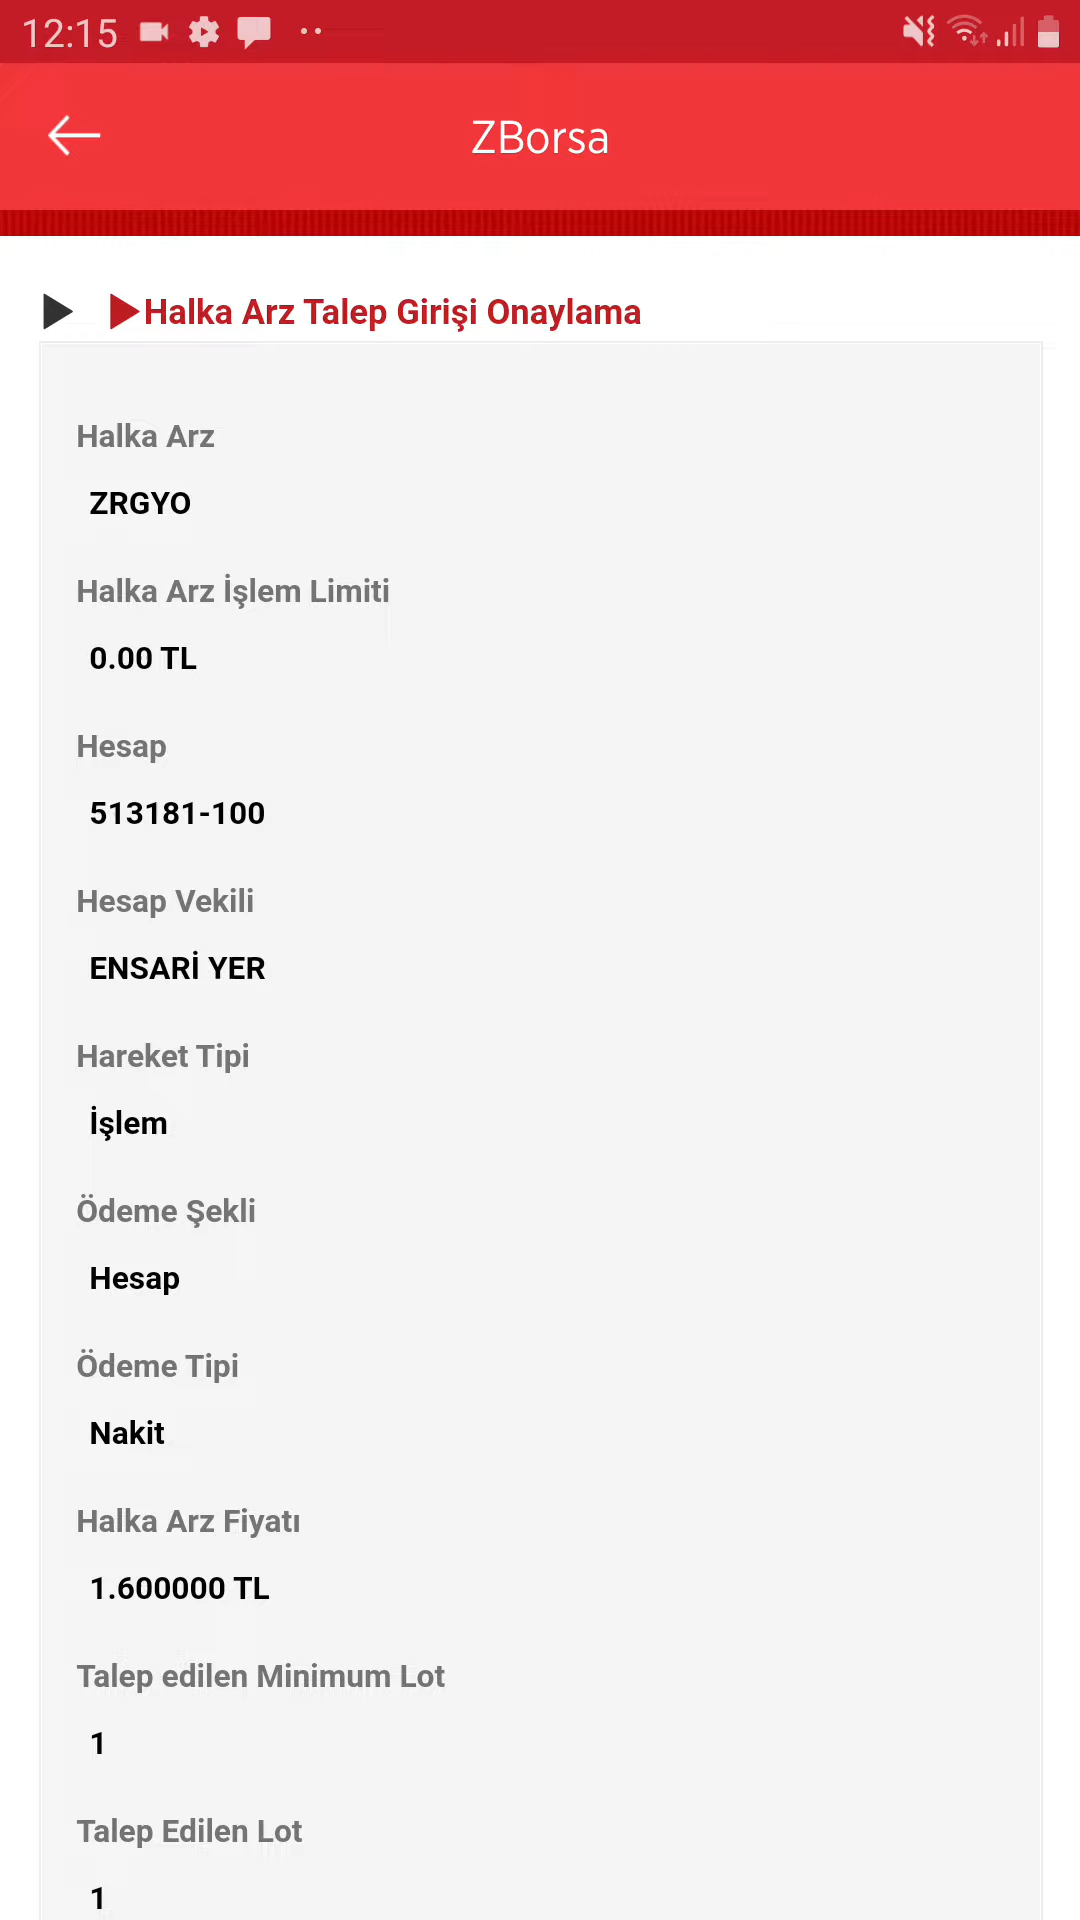 12:15
ZBorsa
Halka Arz Talep Girişi Onaylama
Halka Arz
ZRGYO
Halka Arz İşlem Limiti
0.00 TL
Hesap
513181-100
Hesap Vekili
ENSARİ YER
Hareket Tipi
İşlem
Ödeme Şekli
Hesap
Ödeme Tipi
Nakit
Halka Arz Fiyatı
1.600000 TL
Talep edilen Minimum Lot
1
Talep Edilen Lot
1